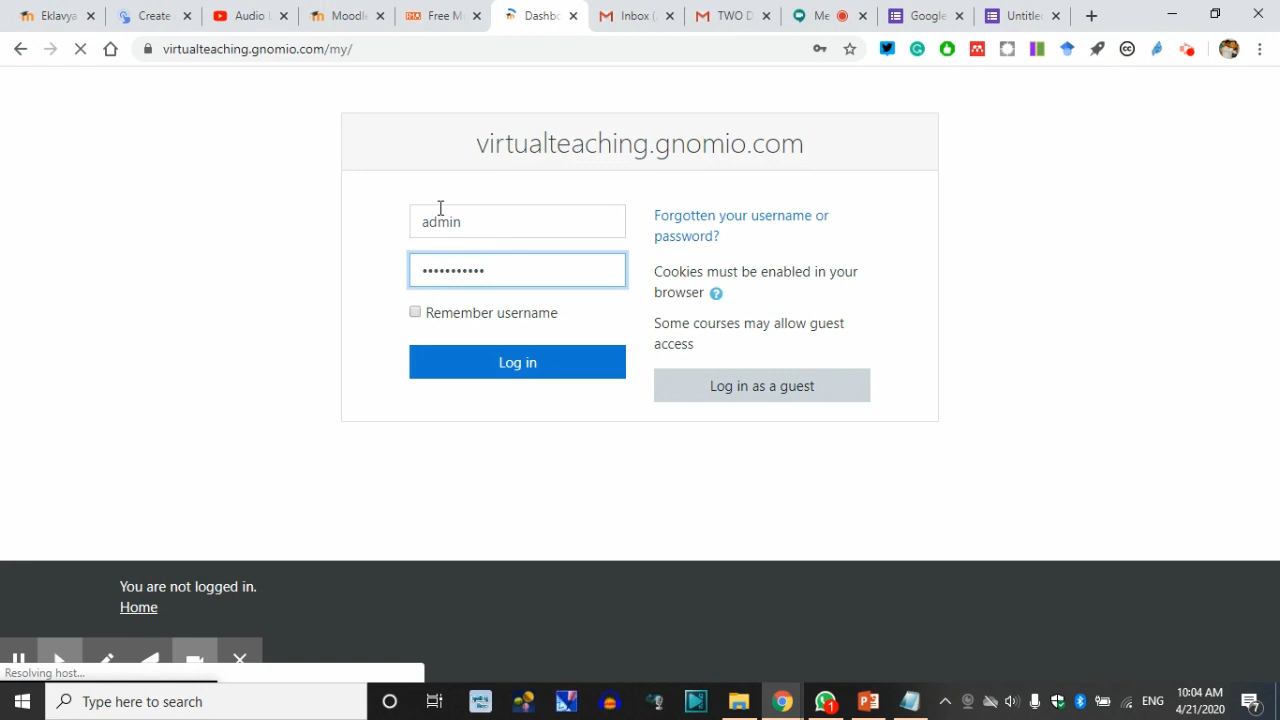 Eklavya
Create
Audio L
Moodle
Free M
Dashbo
Inbox
TWO D
Me
Google
Untitle
virtualteaching.gnomio.com/my/
virtualteaching.gnomio.com
admin
•••••••••••
Remember username
Log in
Forgotten your username or
password?
Cookies must be enabled in your
browser
Some courses may allow guest
access
Log in as a guest
You are not logged in.
Home
Resolving host...
Type here to search
1
ENG
10:04 AM
4/21/2020
7